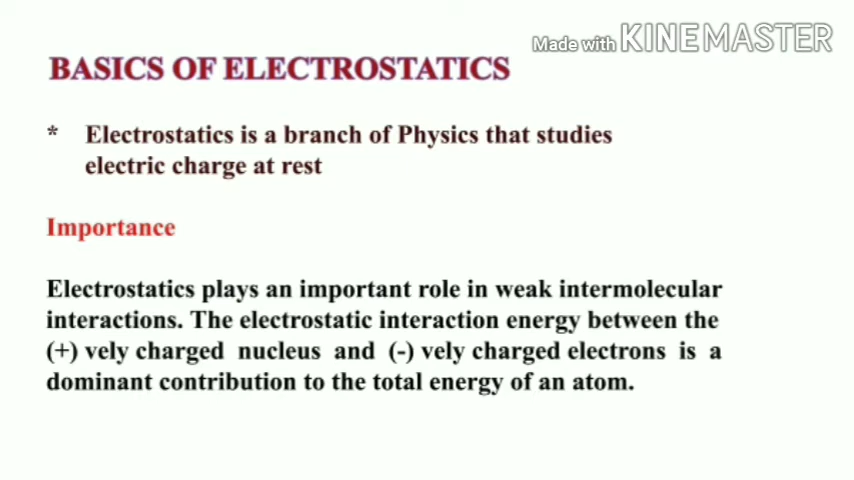 Made with KINEMASTER
BASICS OF ELECTROSTATICS
* Electrostatics is a branch of Physics that studies
electric charge at rest
Importance
Electrostatics plays an important role in weak intermolecular
interactions. The electrostatic interaction energy between the
(+) vely charged nucleus and (-) vely charged electrons is a
dominant contribution to the total energy of an atom.